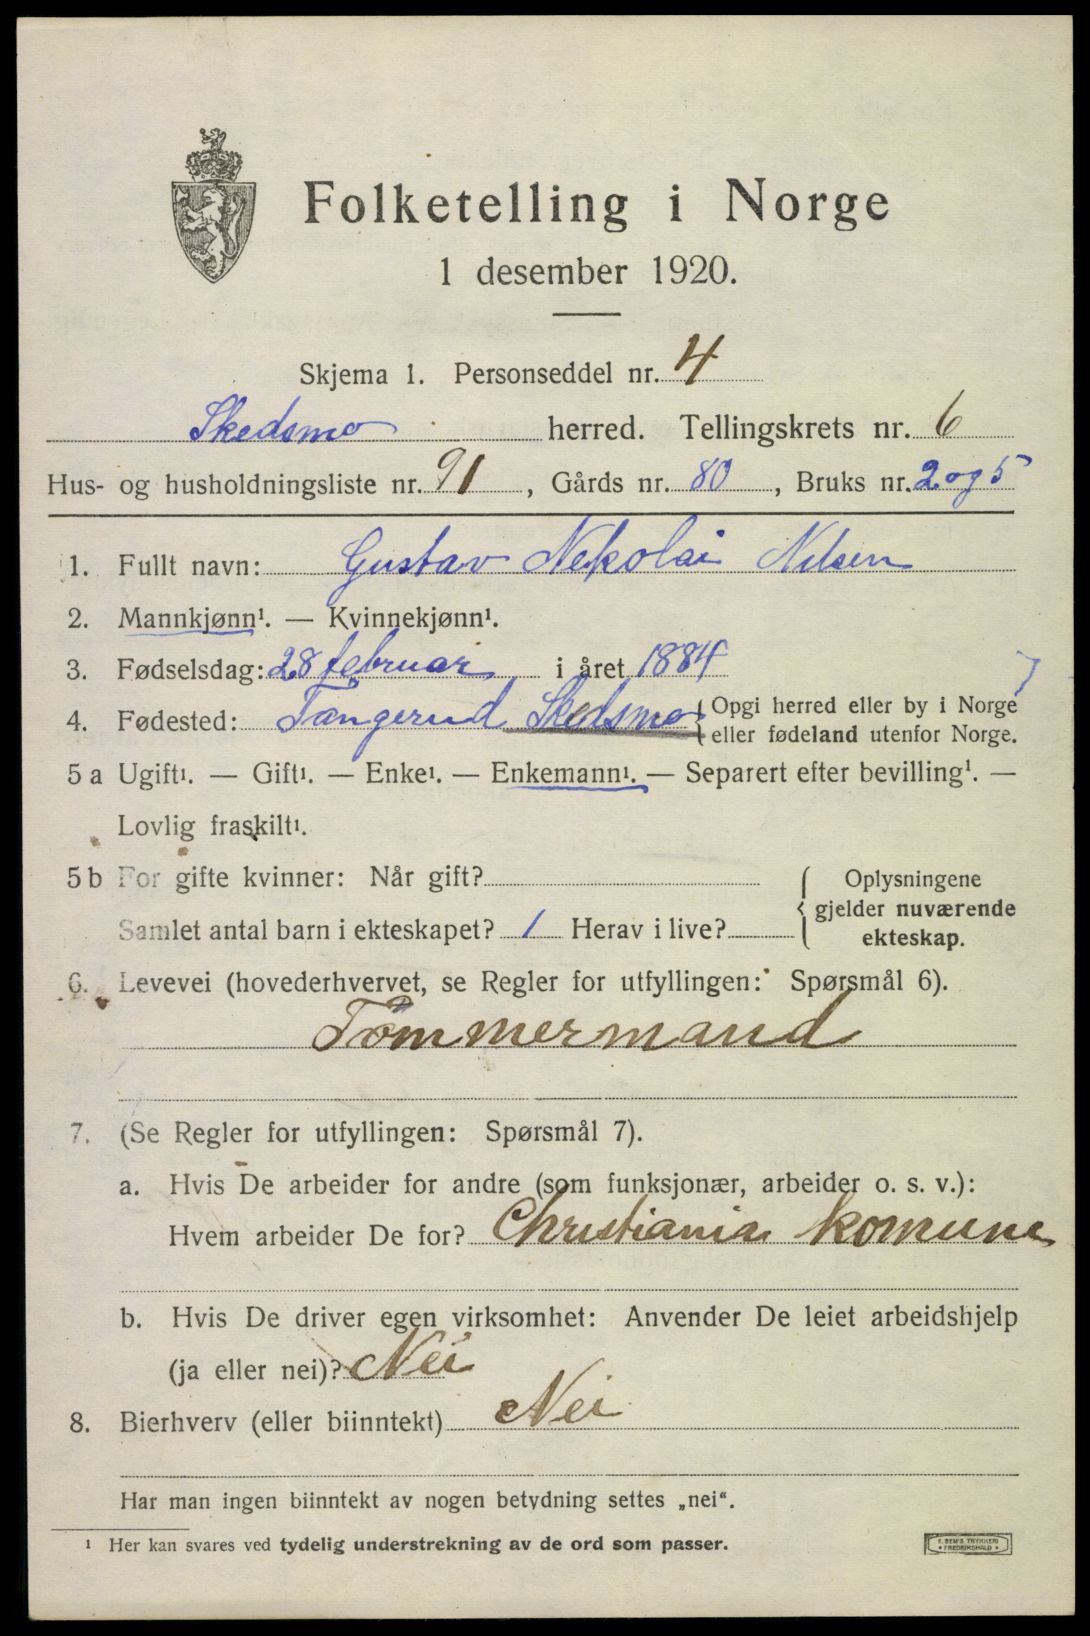 Folketelling i Norge
1 desember 1920.
Skjema 1. Personseddel nr. 4
Skedsmo herred. Tellingskrets nr. 6
Hus- og husholdningsliste nr. 91, Gårds nr. 80, Bruks nr. 2 og 5
1. Fullt navn: Gustav Nekolai Nilsen
2. Mannkjønn¹. — Kvinnekjønn¹.
3. Fødselsdag: 28 februar i året 1884
4. Fødested: Tangerud Skedsmo { Opgi herred eller by i Norge
eller fødeland utenfor Norge.
5 a Ugift¹. — Gift¹. — Enke¹. — Enkemann¹. — Separert efter bevilling¹. —
Lovlig fraskilt¹.
5 b For gifte kvinner: Når gift?
Samlet antal barn i ekteskapet? 1 Herav i live?
{ Oplysningene
gjelder nuværende
ekteskap.
6. Levevei (hovederhvervet, se Regler for utfyllingen: Spørsmål 6).
Tömmermand
7. (Se Regler for utfyllingen: Spørsmål 7).
a. Hvis De arbeider for andre (som funksjonær, arbeider o. s. v.):
Hvem arbeider De for? Christiania komune
b. Hvis De driver egen virksomhet: Anvender De leiet arbeidshjelp
(ja eller nei)? Nei
8. Bierhverv (eller biinntekt) Nei
Har man ingen biinntekt av nogen betydning settes „nei“.
¹ Her kan svares ved tydelig understrekning av de ord som passer.
E. SEM'S TRYKKERI
FREDRIKSHALD